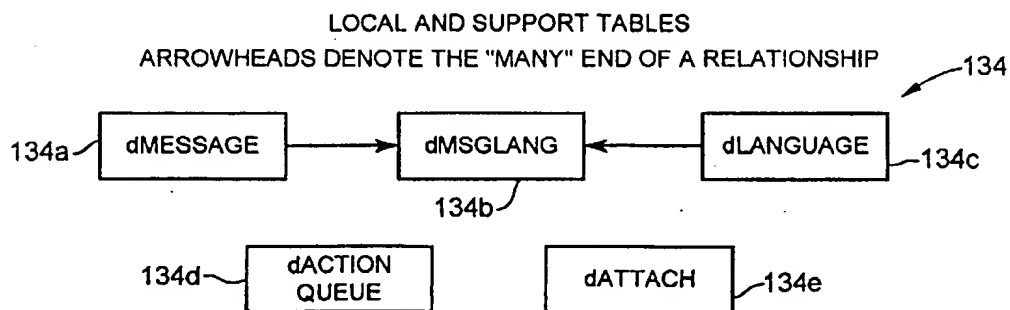 LOCAL AND SUPPORT TABLES
ARROWHEADS DENOTE THE "MANY" END OF A RELATIONSHIP
134
134a dMESSAGE dMSGLANG dLANGUAGE 134c
134b
134d dACTION QUEUE dATTACH 134e